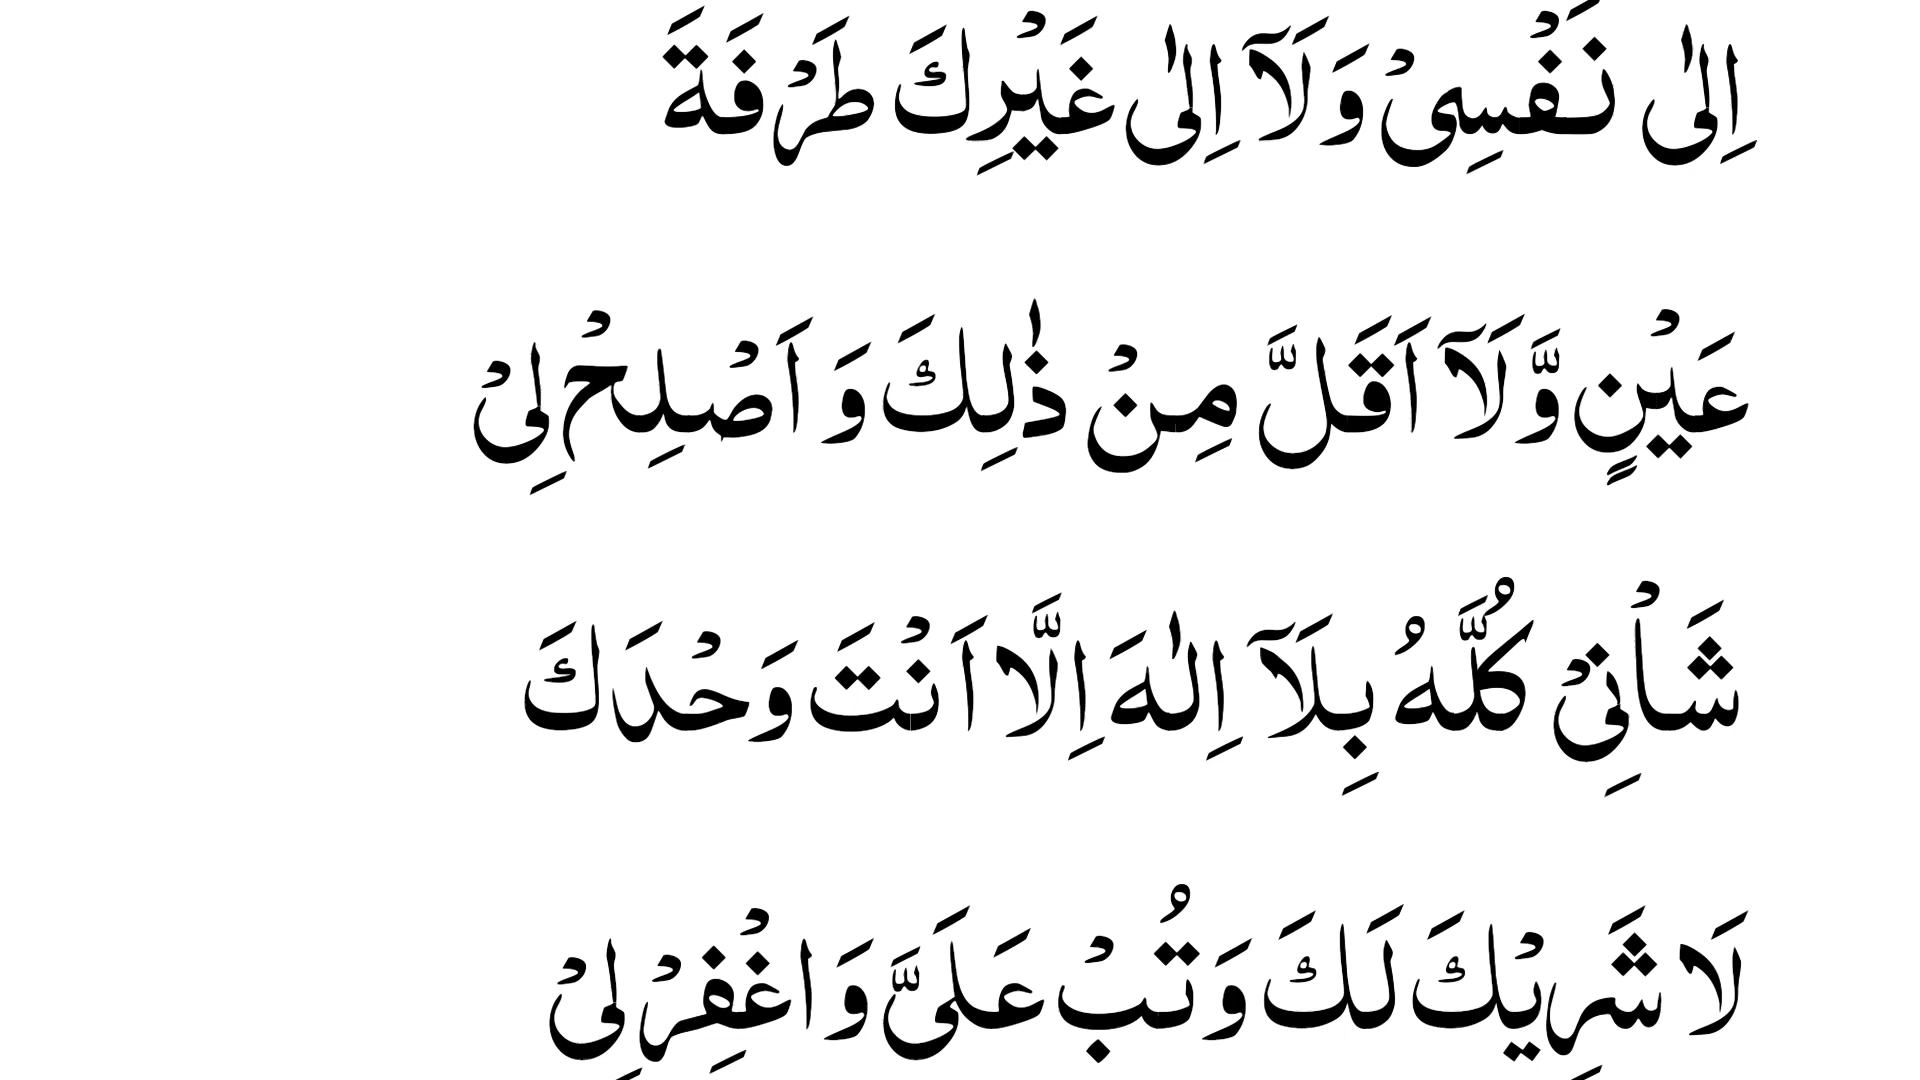 اِلٰى نَفْسِىْ وَلَآ اِلٰى غَيْرِكَ طَرْفَةَ
عَيْنٍ وَّلَآ اَقَلَّ مِنْ ذٰلِكَ وَ اَصْلِحْ لِىْ
شَاْنِىْ كُلَّهُ بِلَآ اِلٰهَ اِلَّا اَنْتَ وَحْدَكَ
لَا شَرِيْكَ لَكَ وَتُبْ عَلَىَّ وَاغْفِرْ لِىْ